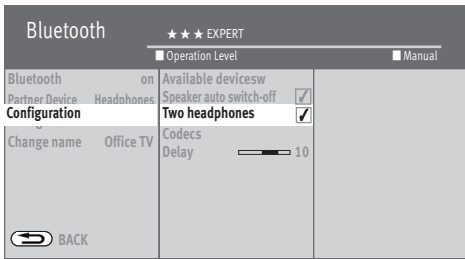 Bluetooth
★★★ EXPERT
Operation Level
Manual
Bluetooth on
Partner Device Headphones
Configuration
Change name Office TV
Available devicesw
Speaker auto switch-off
Two headphones
Codecs
Delay 10
BACK